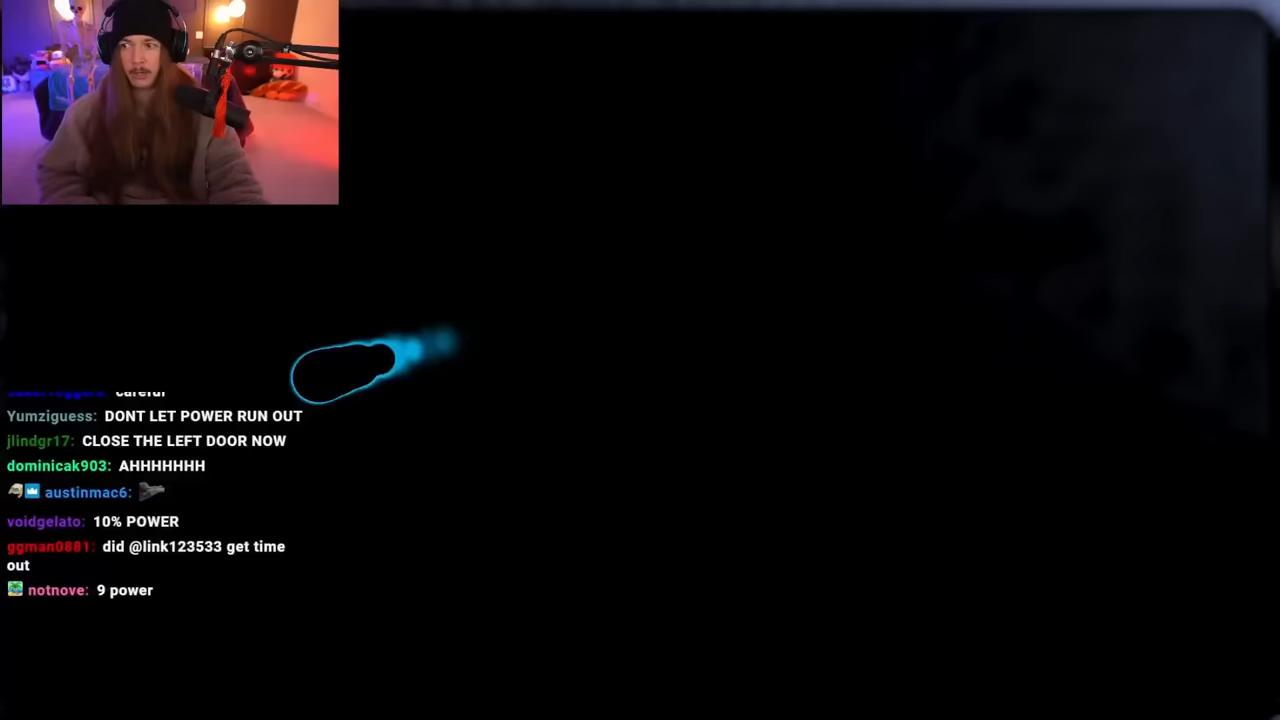 careful
Yumziguess: DONT LET POWER RUN OUT
jlindgr17: CLOSE THE LEFT DOOR NOW
dominicak903: AHHHHHHH
austinmac6:
voidgelato: 10% POWER
ggman0881: did @link123533 get time
out
notnove: 9 power